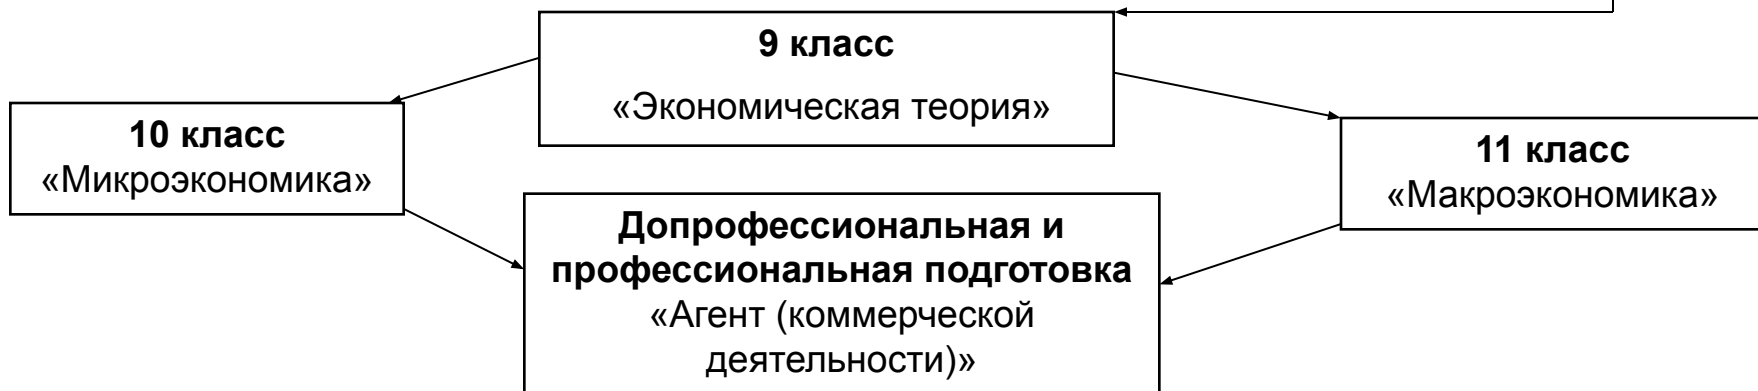 9 класс
«Экономическая теория»
10 класс
«Микроэкономика»
11 класс
«Макроэкономика»
Допрофессиональная и
профессиональная подготовка
«Агент (коммерческой
деятельности)»